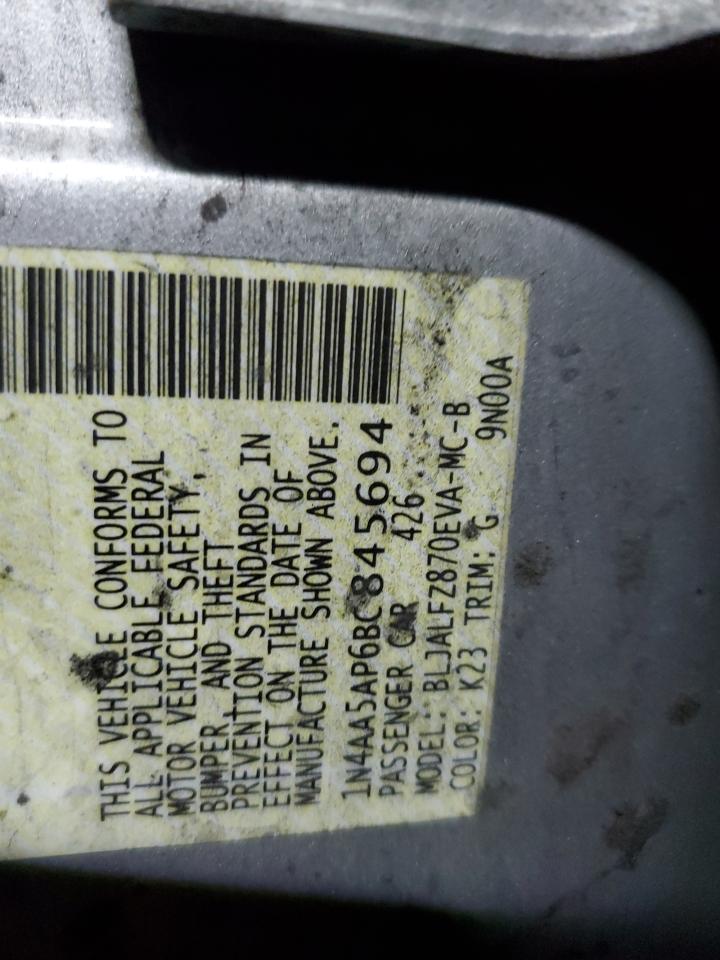 THIS VEHICLE CONFORMS TO
ALL APPLICABLE FEDERAL
MOTOR VEHICLE SAFETY,
BUMPER, AND THEFT
PREVENTION STANDARDS IN
EFFECT ON THE DATE OF
MANUFACTURE SHOWN ABOVE.
1N4AA5AP6BC845694
PASSENGER CAR 426
MODEL: BLJALFZ870EVA-MC-B
COLOR: K23 TRIM: G 9N00A